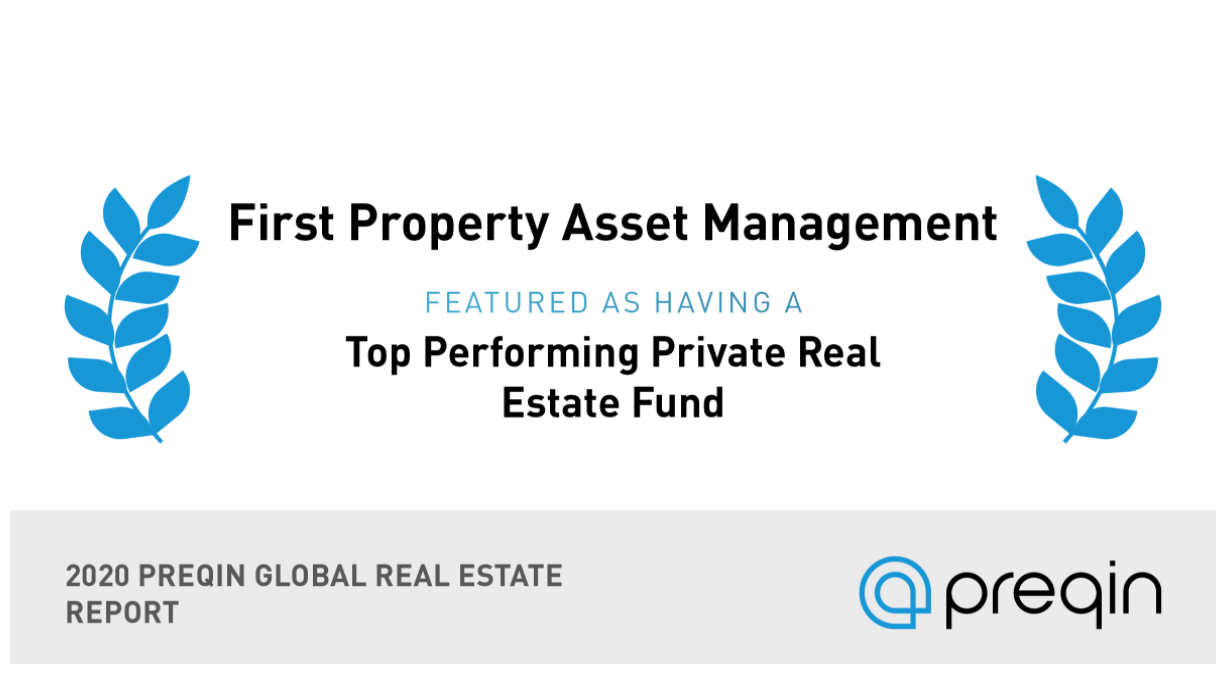 First Property Asset Management
FEATURED AS HAVING A
Top Performing Private Real
Estate Fund
2020 PREQIN GLOBAL REAL ESTATE
REPORT
preqin